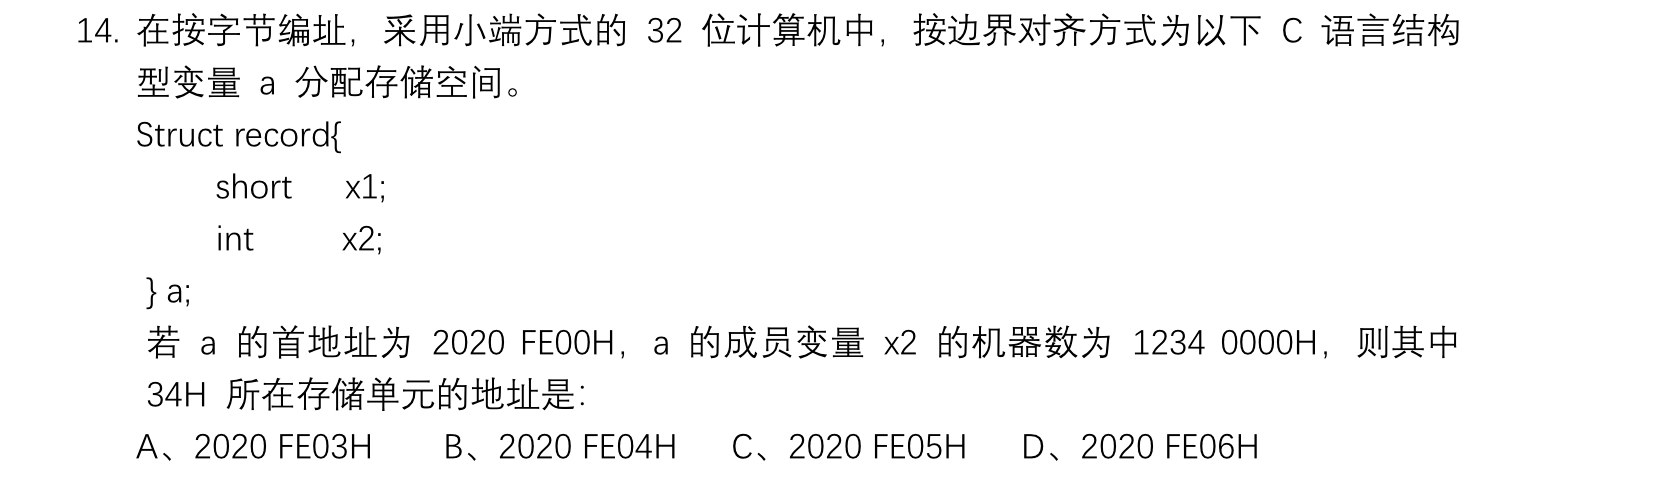 14. 在按字节编址，采用小端方式的 32 位计算机中，按边界对齐方式为以下 C 语言结构
型变量 a 分配存储空间。
Struct record{
short x1;
int x2;
} a;
若 a 的首地址为 2020 FE00H，a 的成员变量 x2 的机器数为 1234 0000H，则其中
34H 所在存储单元的地址是：
A、2020 FE03H B、2020 FE04H C、2020 FE05H D、2020 FE06H